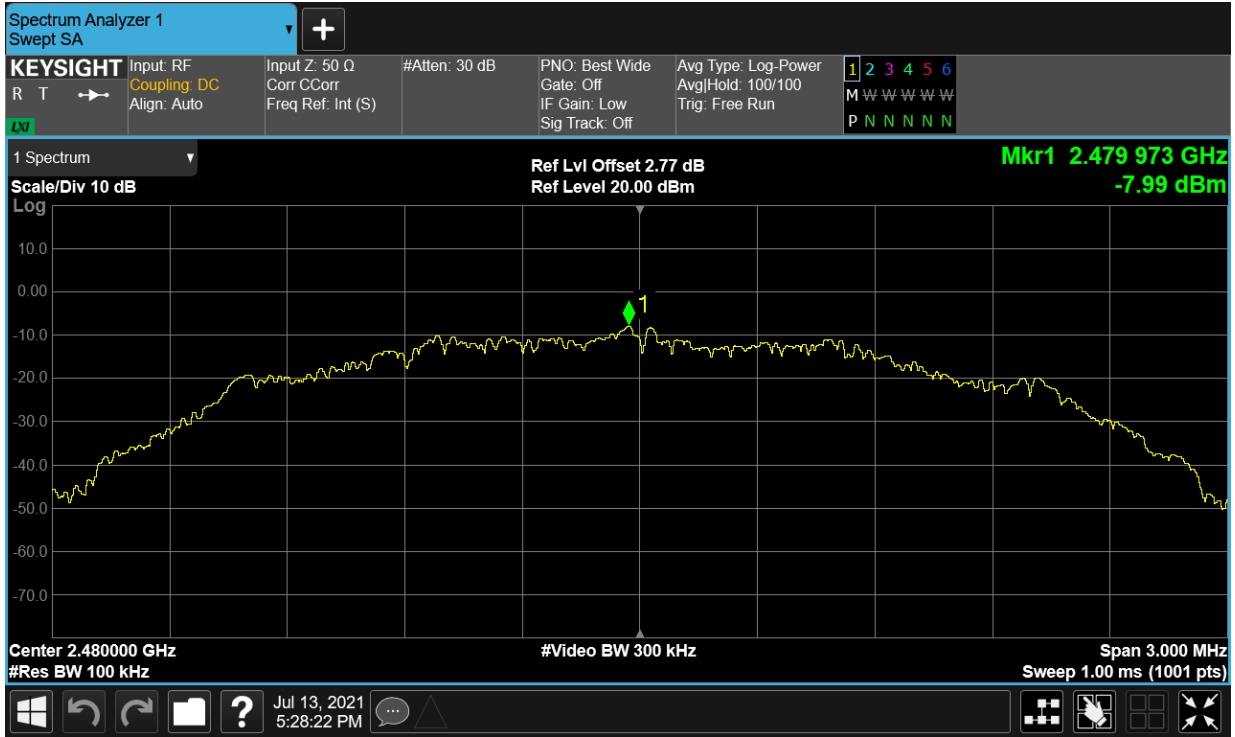 Spectrum Analyzer 1
Swept SA
▼
+
KEYSIGHT
R T
LXI
Input: RF
Coupling: DC
Align: Auto
Input Z: 50 Ω
Corr CCorr
Freq Ref: Int (S)
#Atten: 30 dB
PNO: Best Wide
Gate: Off
IF Gain: Low
Sig Track: Off
Avg Type: Log-Power
Avg|Hold: 100/100
Trig: Free Run
1 2 3 4 5 6
M W W W W W
P N N N N N
1 Spectrum ▼
Scale/Div 10 dB
Log
Ref Lvl Offset 2.77 dB
Ref Level 20.00 dBm
Mkr1 2.479 973 GHz
-7.99 dBm
10.0
0.00
-10.0
-20.0
-30.0
-40.0
-50.0
-60.0
-70.0
1
Center 2.480000 GHz
#Res BW 100 kHz
#Video BW 300 kHz
Span 3.000 MHz
Sweep 1.00 ms (1001 pts)
?
Jul 13, 2021
5:28:22 PM